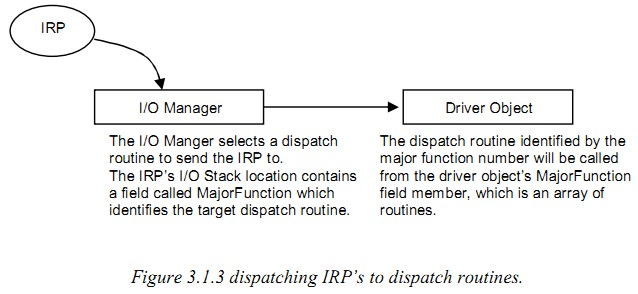 IRP
I/O Manager
Driver Object
The I/O Manger selects a dispatch
routine to send the IRP to.
The IRP's I/O Stack location contains
a field called MajorFunction which
identifies the target dispatch routine.
The dispatch routine identified by the
major function number will be called
from the driver object's MajorFunction
field member, which is an array of
routines.
Figure 3.1.3 dispatching IRP's to dispatch routines.